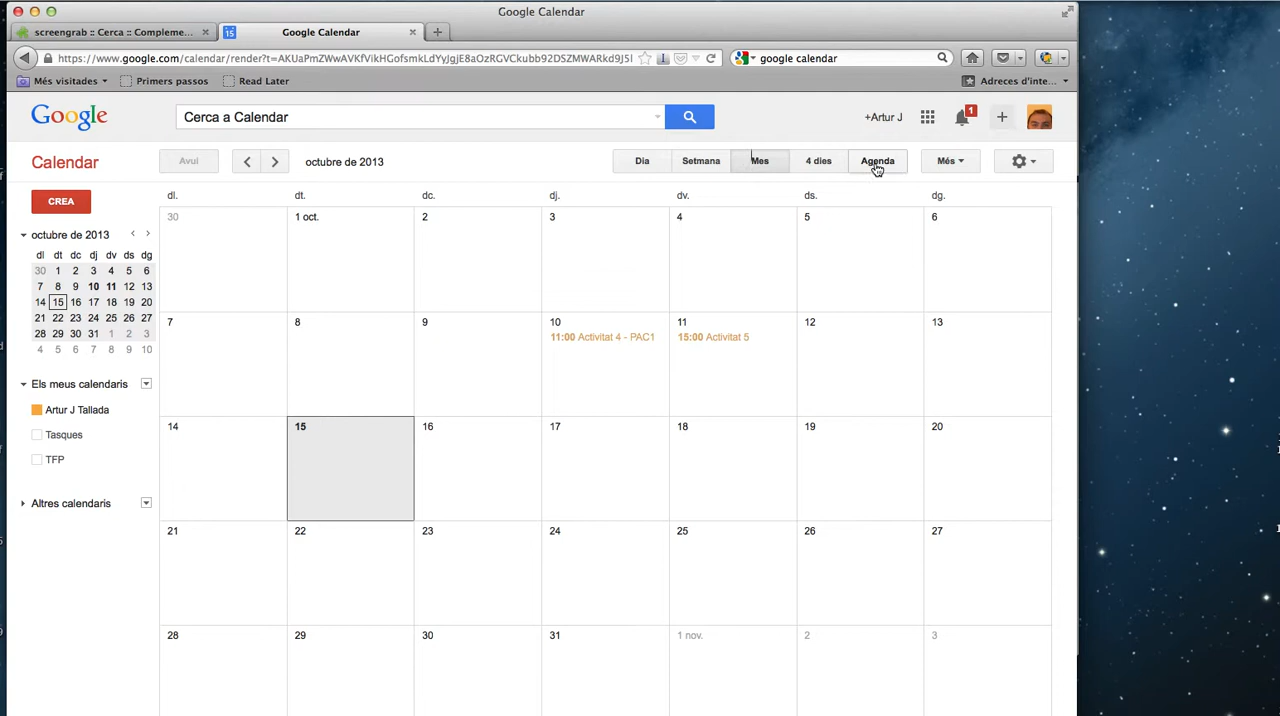 Google Calendar
screengrab :: Cerca :: Compleme...
Google Calendar
https://www.google.com/calendar/render?t=AKUaPmZWwAVKfVikHGofsmkLdYyJgjE8aOzRGVCkubb92DSZMWARkd9J5l
google calendar
Més visitades
Primers passos
Read Later
Adreces d'inte...
Google
Cerca a Calendar
+Artur J
1
Calendar
Avui
octubre de 2013
Dia
Setmana
Mes
4 dies
Agenda
Més
CREA
dl. dt. dc. dj. dv. ds. dg.
30 1 oct. 2 3 4 5 6
7 8 9 10 11 12 13
11:00 Activitat 4 - PAC1
15:00 Activitat 5
14 15 16 17 18 19 20
21 22 23 24 25 26 27
28 29 30 31 1 nov. 2 3
octubre de 2013
dl dt dc dj dv ds dg
30 1 2 3 4 5 6
7 8 9 10 11 12 13
14 15 16 17 18 19 20
21 22 23 24 25 26 27
28 29 30 31 1 2 3
4 5 6 7 8 9 10
Els meus calendaris
Artur J Tallada
Tasques
TFP
Altres calendaris